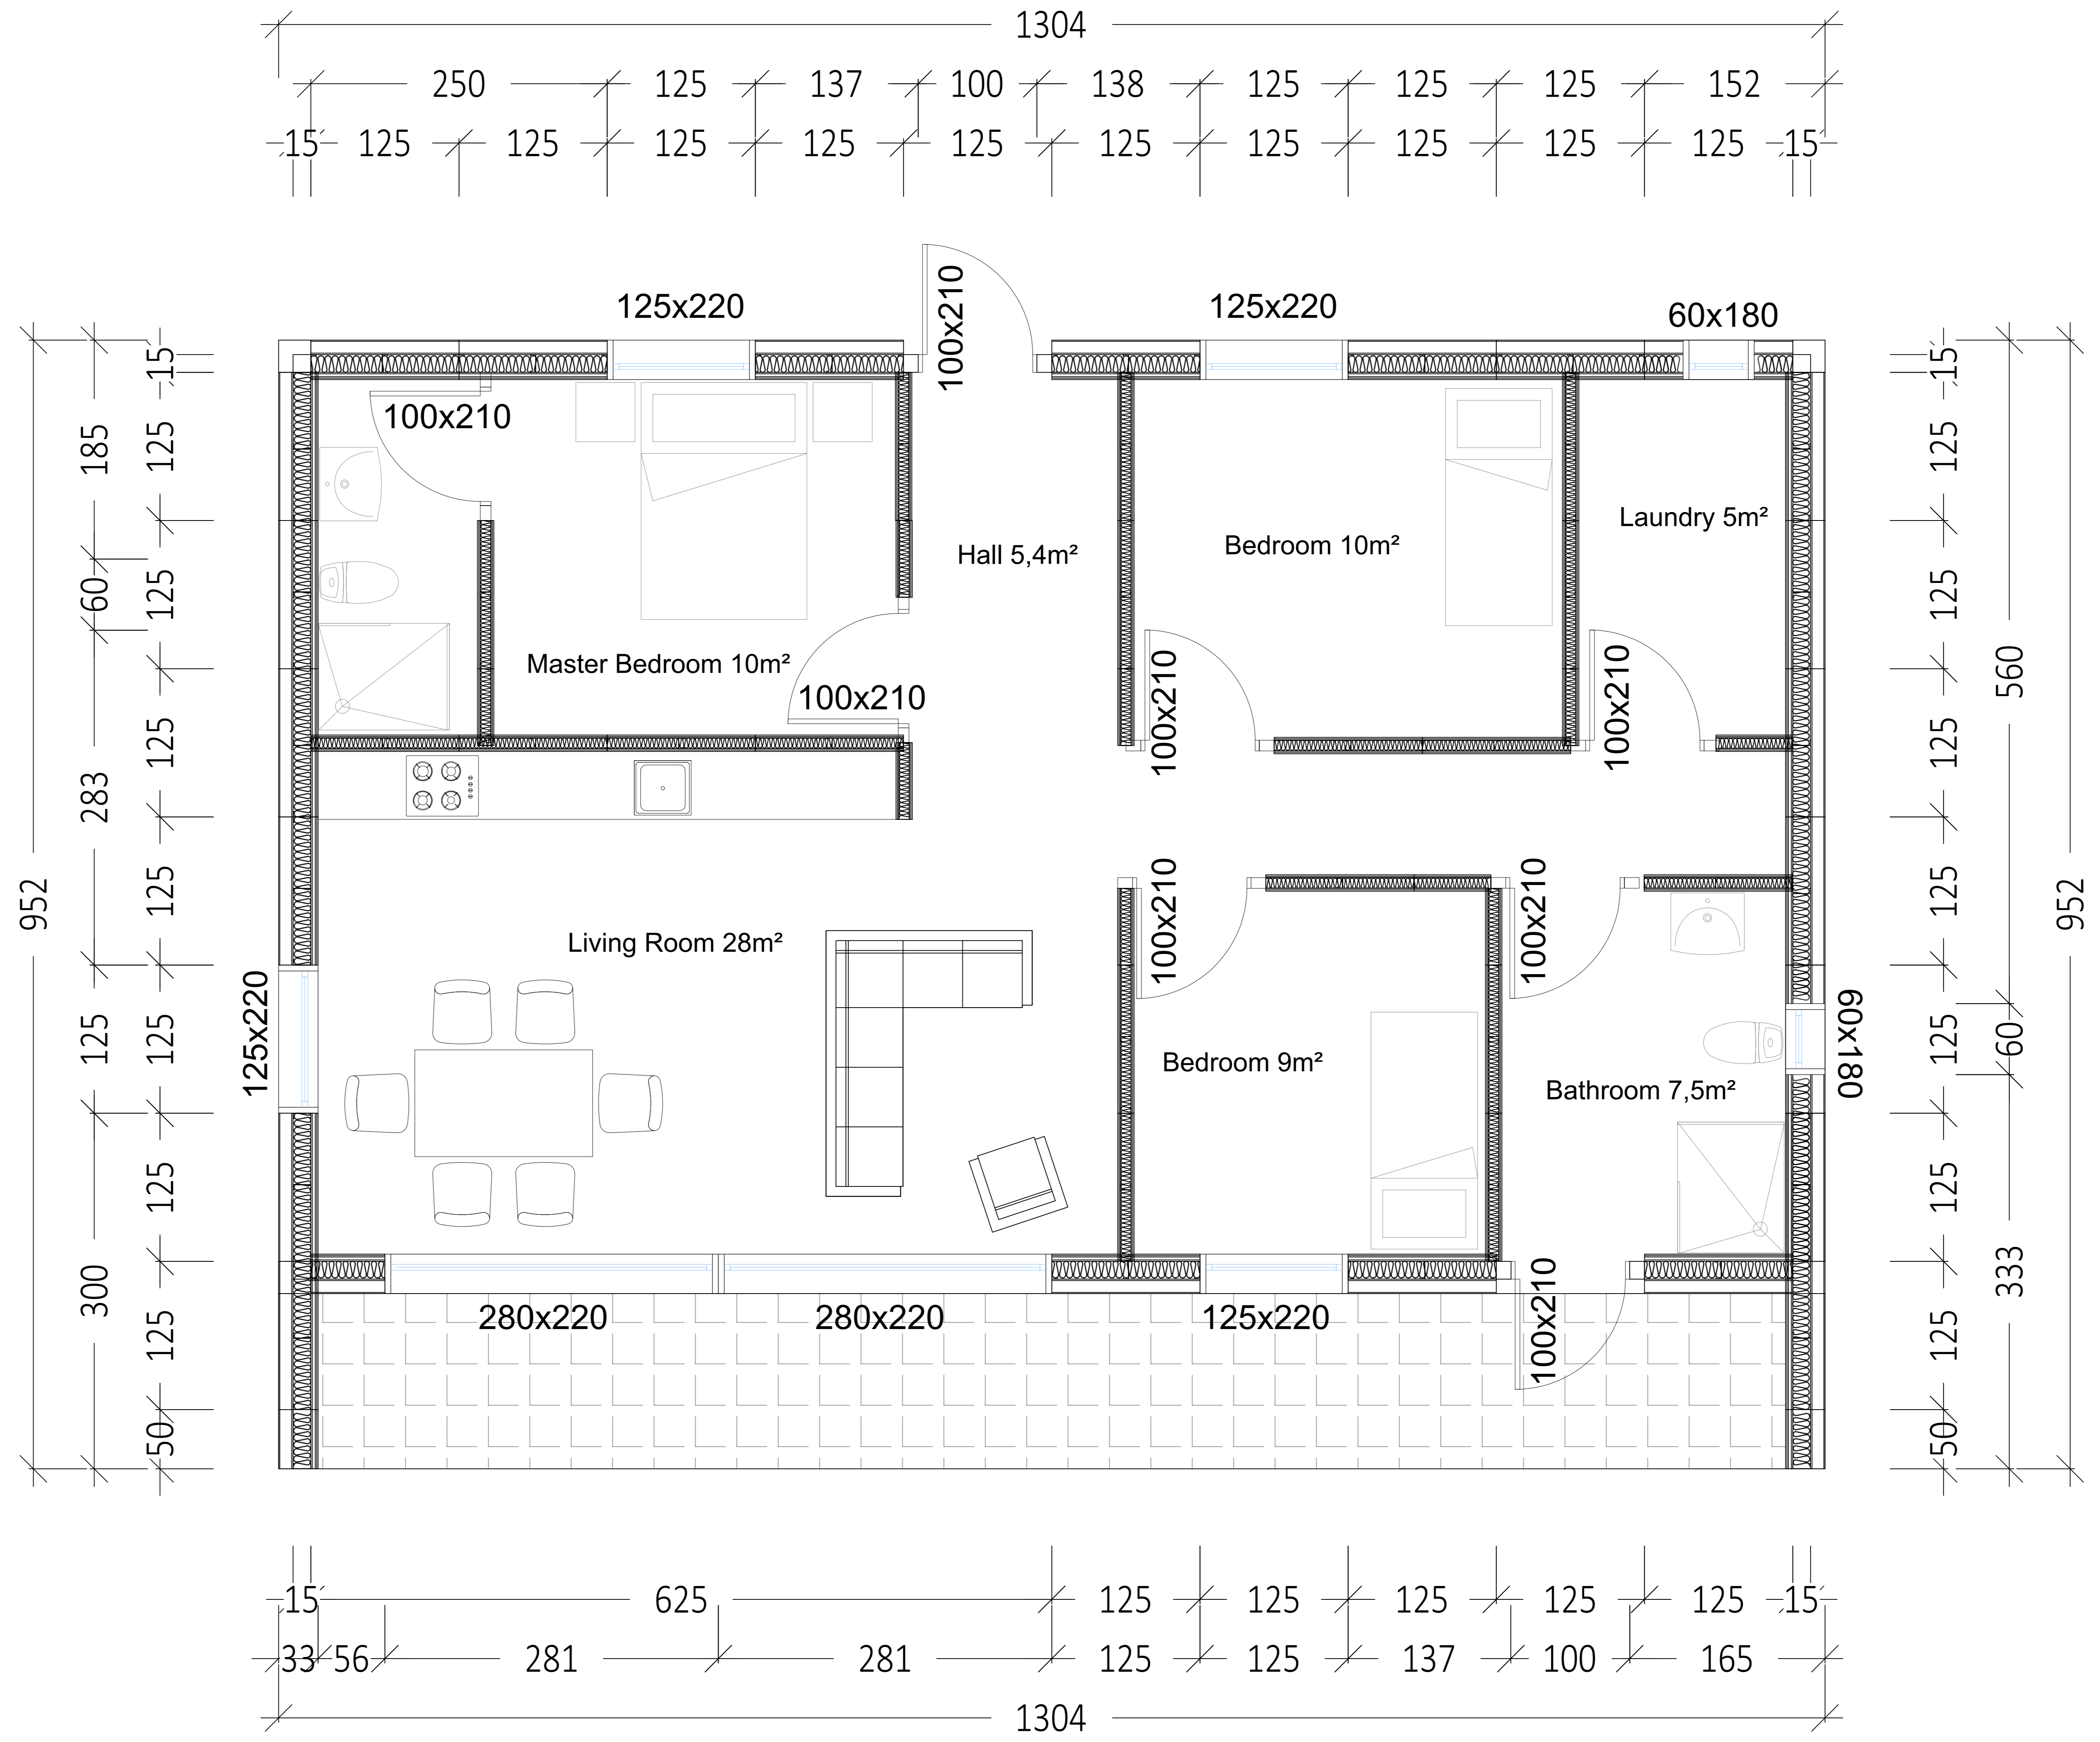 1304
250 125 137 100 138 125 125 125 152
15 125 125 125 125 125 125 125 125 125 125 15
125x220
100x210
125x220
60x180
952
185
60
283
125
300
15
125
125
125
125
125
125
125
125
50
100x210
Master Bedroom 10m²
100x210
Hall 5,4m²
Bedroom 10m²
100x210
Laundry 5m²
100x210
Living Room 28m²
125x220
100x210
Bedroom 9m²
100x210
Bathroom 7,5m²
60x180
280x220
280x220
125x220
100x210
15
125
125
125
125
125
125
125
50
560
60
333
952
15 625 125 125 125 125 125 15
33 56 281 281 125 125 137 100 165
1304